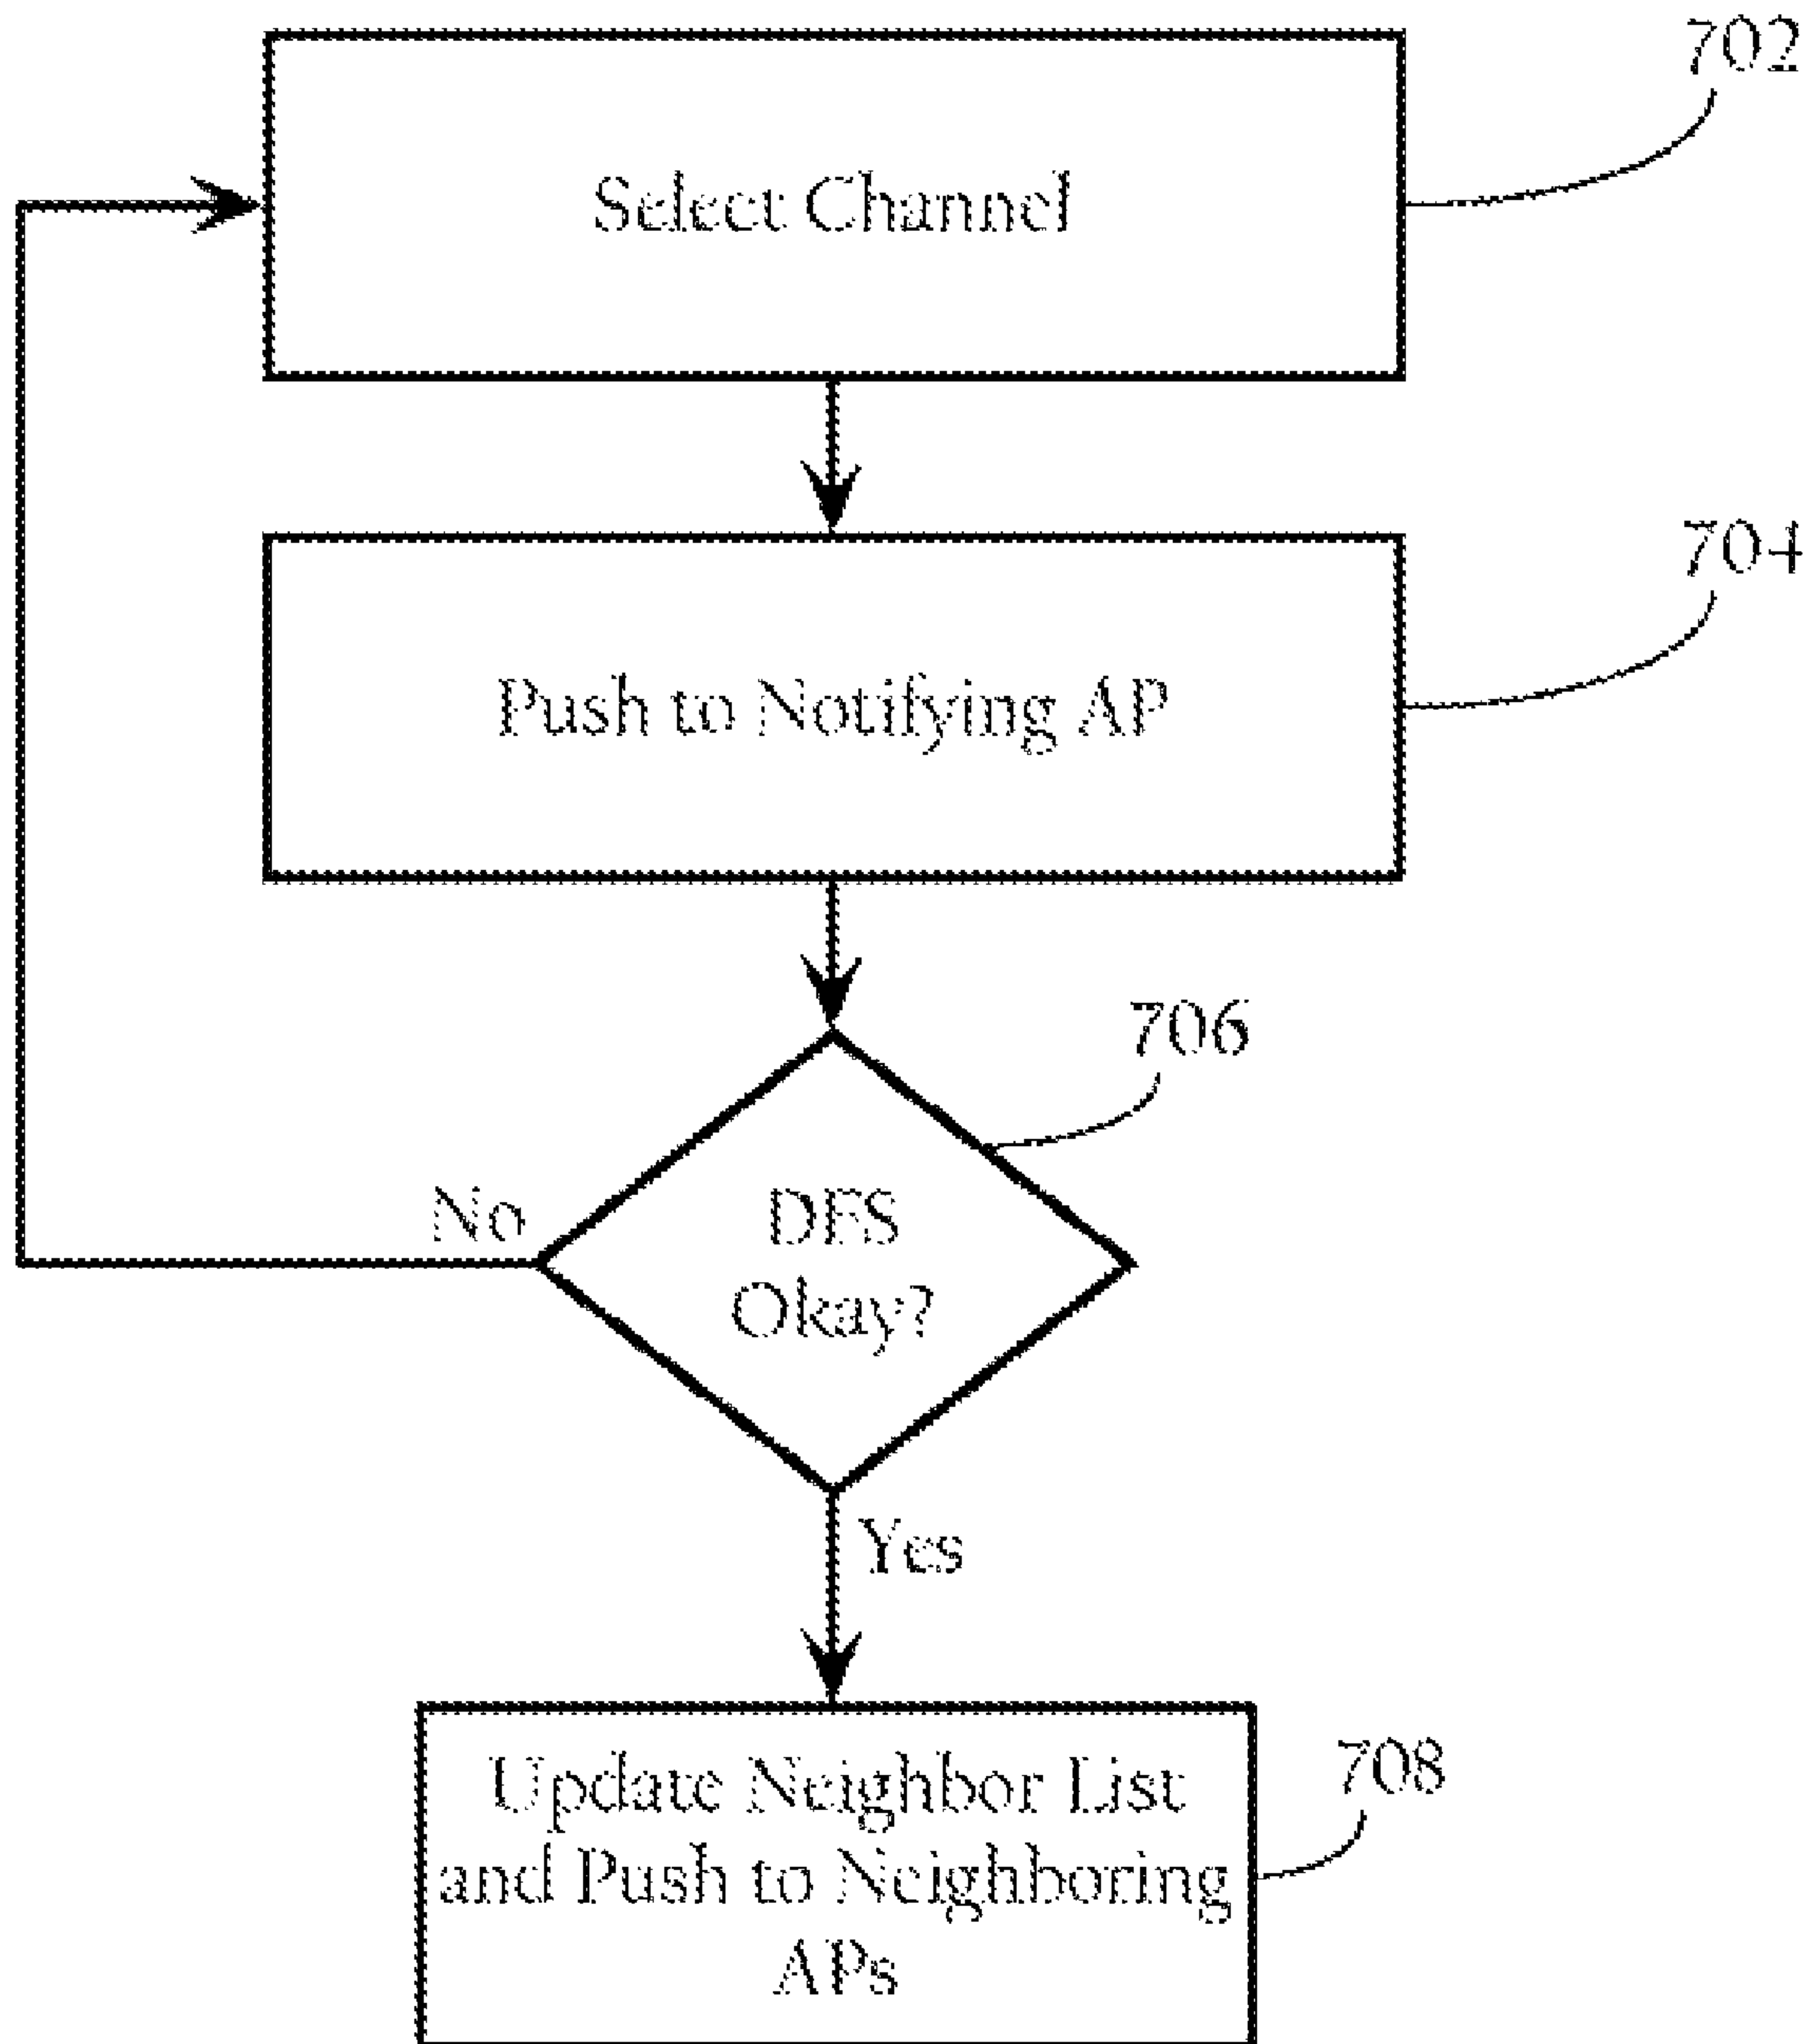 702
Select Channel
704
Push to Notifying AP
706
No
DFS
Okay?
Yes
Update Neighbor List
and Push to Neighboring
APs
708